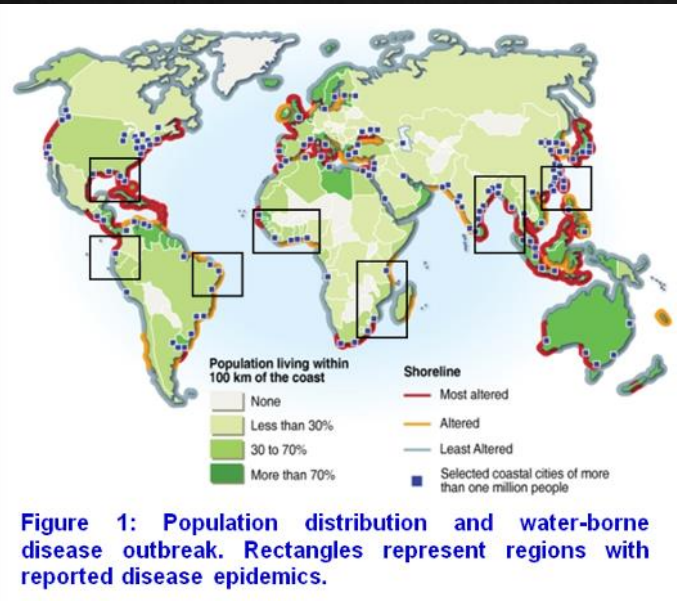 Population living within
100 km of the coast
None
Less than 30%
30 to 70%
More than 70%
Shoreline
Most altered
Altered
Least Altered
Selected coastal cities of more
than one million people
Figure 1: Population distribution and water-borne
disease outbreak. Rectangles represent regions with
reported disease epidemics.